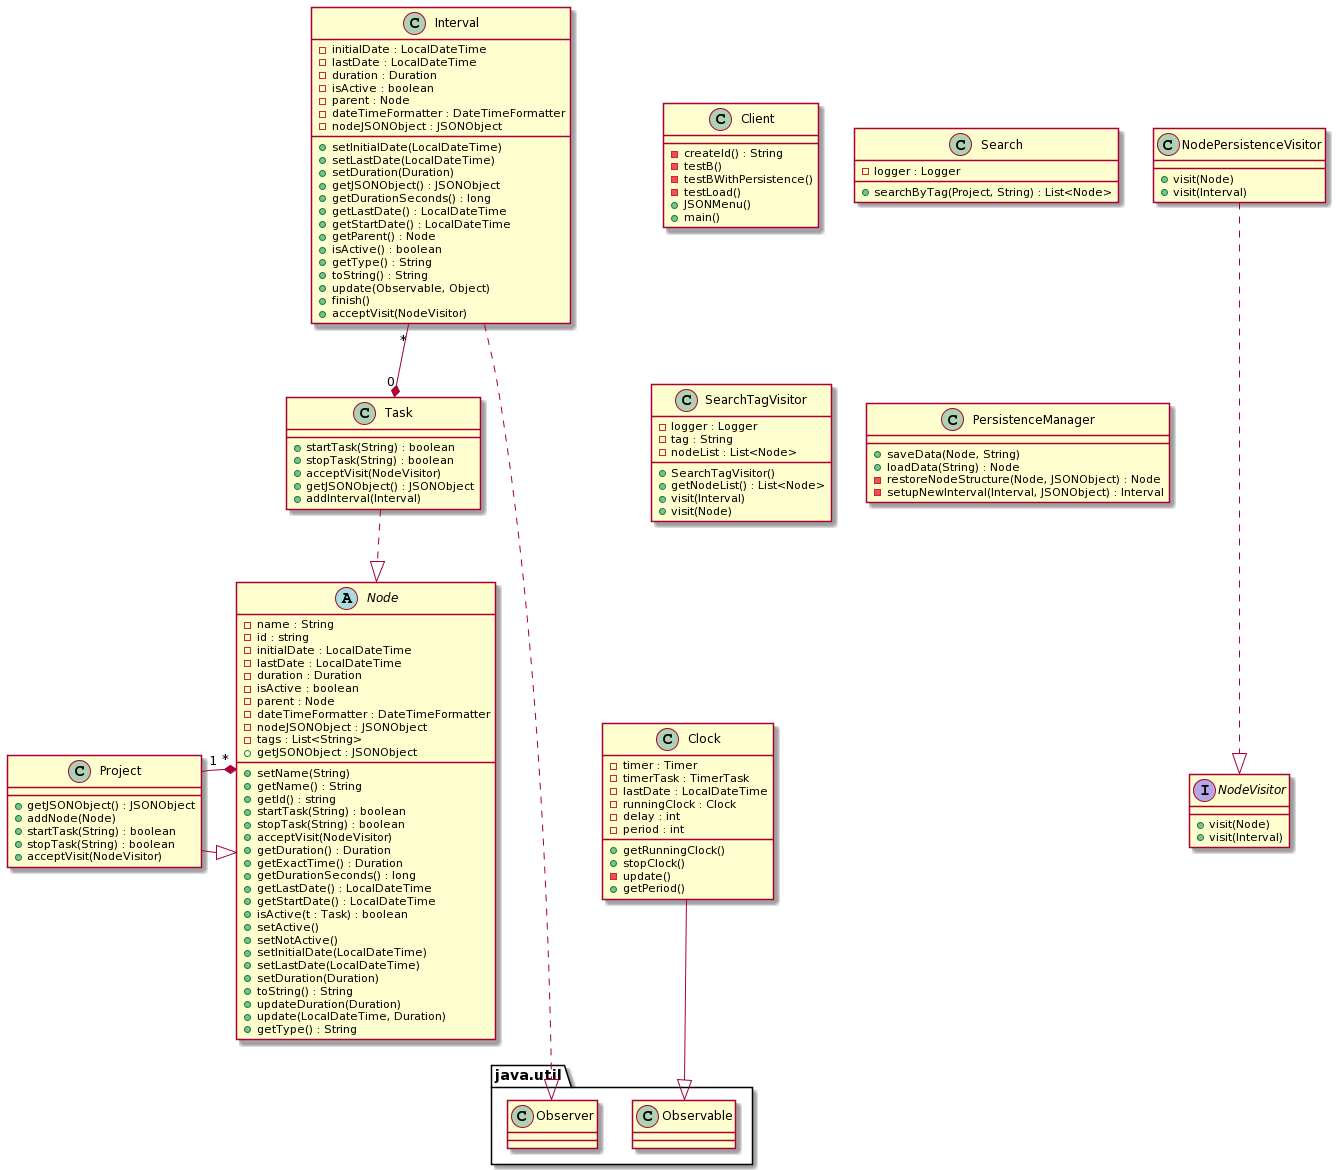 C Interval
initialDate : LocalDateTime
lastDate : LocalDateTime
duration : Duration
isActive : boolean
parent : Node
dateTimeFormatter : DateTimeFormatter
nodeJSONObject : JSONObject
setInitialDate(LocalDateTime)
setLastDate(LocalDateTime)
setDuration(Duration)
getJSONObject() : JSONObject
getDurationSeconds() : long
getLastDate() : LocalDateTime
getStartDate() : LocalDateTime
getParent() : Node
isActive() : boolean
getType() : String
toString() : String
update(Observable, Object)
finish()
acceptVisit(NodeVisitor)
C Client
createId() : String
testB()
testBWithPersistence()
testLoad()
JSONMenu()
main()
C Search
logger : Logger
searchByTag(Project, String) : List<Node>
C NodePersistenceVisitor
visit(Node)
visit(Interval)
*
0
C Task
startTask(String) : boolean
stopTask(String) : boolean
acceptVisit(NodeVisitor)
getJSONObject() : JSONObject
addInterval(Interval)
C SearchTagVisitor
logger : Logger
tag : String
nodeList : List<Node>
SearchTagVisitor()
getNodeList() : List<Node>
visit(Interval)
visit(Node)
C PersistenceManager
saveData(Node, String)
loadData(String) : Node
restoreNodeStructure(Node, JSONObject) : Node
setupNewInterval(Interval, JSONObject) : Interval
A Node
name : String
id : string
initialDate : LocalDateTime
lastDate : LocalDateTime
duration : Duration
isActive : boolean
parent : Node
dateTimeFormatter : DateTimeFormatter
nodeJSONObject : JSONObject
tags : List<String>
getJSONObject : JSONObject
setName(String)
getName() : String
getId() : string
startTask(String) : boolean
stopTask(String) : boolean
acceptVisit(NodeVisitor)
getDuration() : Duration
getExactTime() : Duration
getDurationSeconds() : long
getLastDate() : LocalDateTime
getStartDate() : LocalDateTime
isActive(t : Task) : boolean
setActive()
setNotActive()
setInitialDate(LocalDateTime)
setLastDate(LocalDateTime)
setDuration(Duration)
toString() : String
updateDuration(Duration)
update(LocalDateTime, Duration)
getType() : String
C Project
getJSONObject() : JSONObject
addNode(Node)
startTask(String) : boolean
stopTask(String) : boolean
acceptVisit(NodeVisitor)
1 *
C Clock
timer : Timer
timerTask : TimerTask
lastDate : LocalDateTime
runningClock : Clock
delay : int
period : int
getRunningClock()
stopClock()
update()
getPeriod()
I NodeVisitor
visit(Node)
visit(Interval)
java.util
C Observer
C Observable